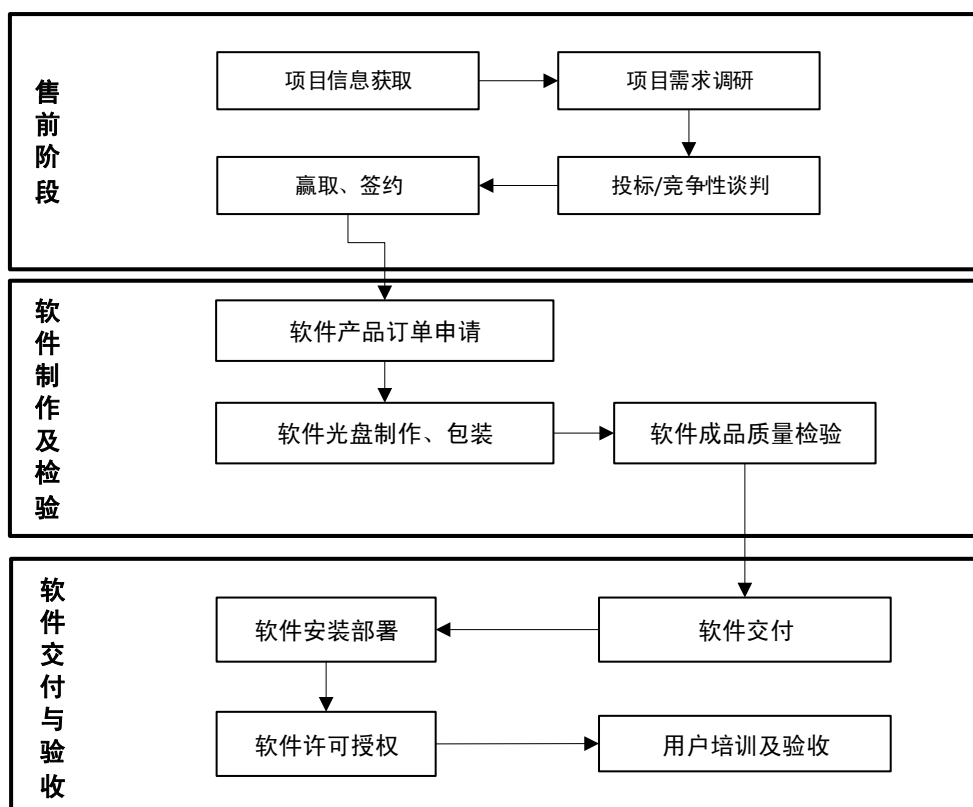 售前阶段
项目信息获取
项目需求调研
赢取、签约
投标/竞争性谈判
软件制作及检验
软件产品订单申请
软件光盘制作、包装
软件成品质量检验
软件交付与验收
软件安装部署
软件交付
软件许可授权
用户培训及验收